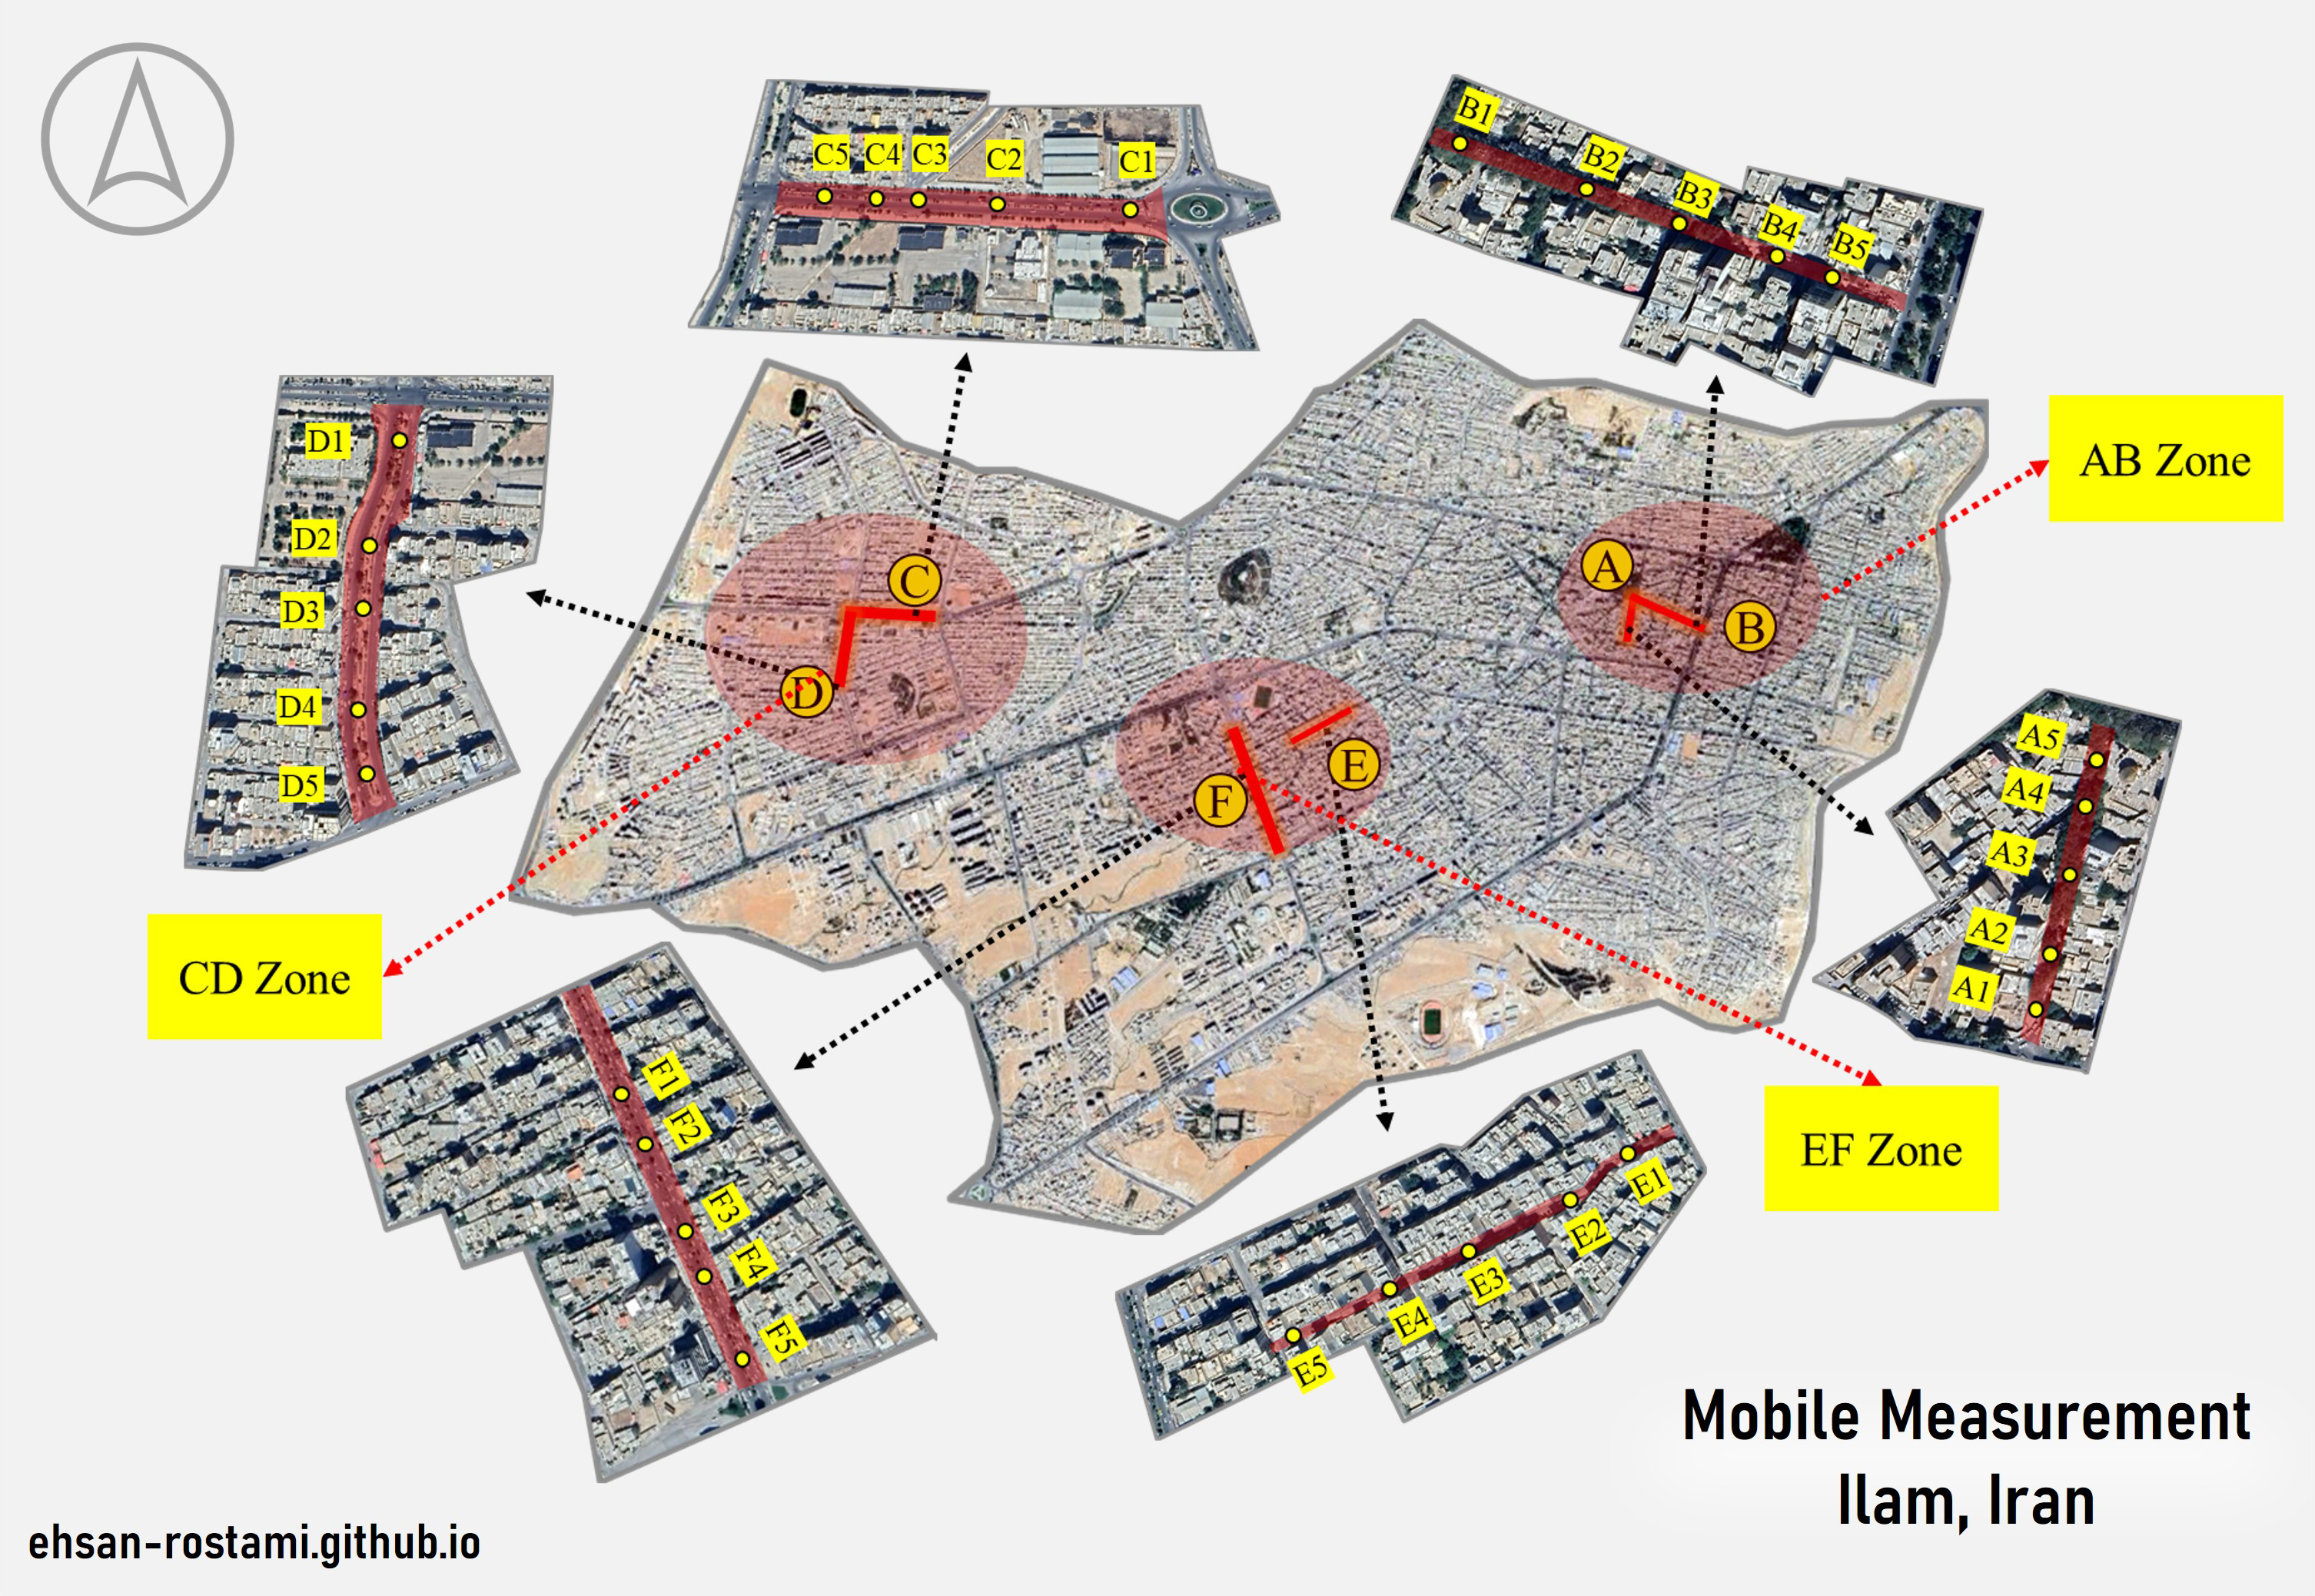 C5
C4
C3
C2
C1
B1
B2
B3
B4
B5
D1
D2
D3
D4
D5
AB Zone
A
B
C
D
E
F
A5
A4
A3
A2
A1
CD Zone
F1
F2
F3
F4
F5
EF Zone
E1
E2
E3
E4
E5
Mobile Measurement
Ilam, Iran
ehsan-rostami.github.io